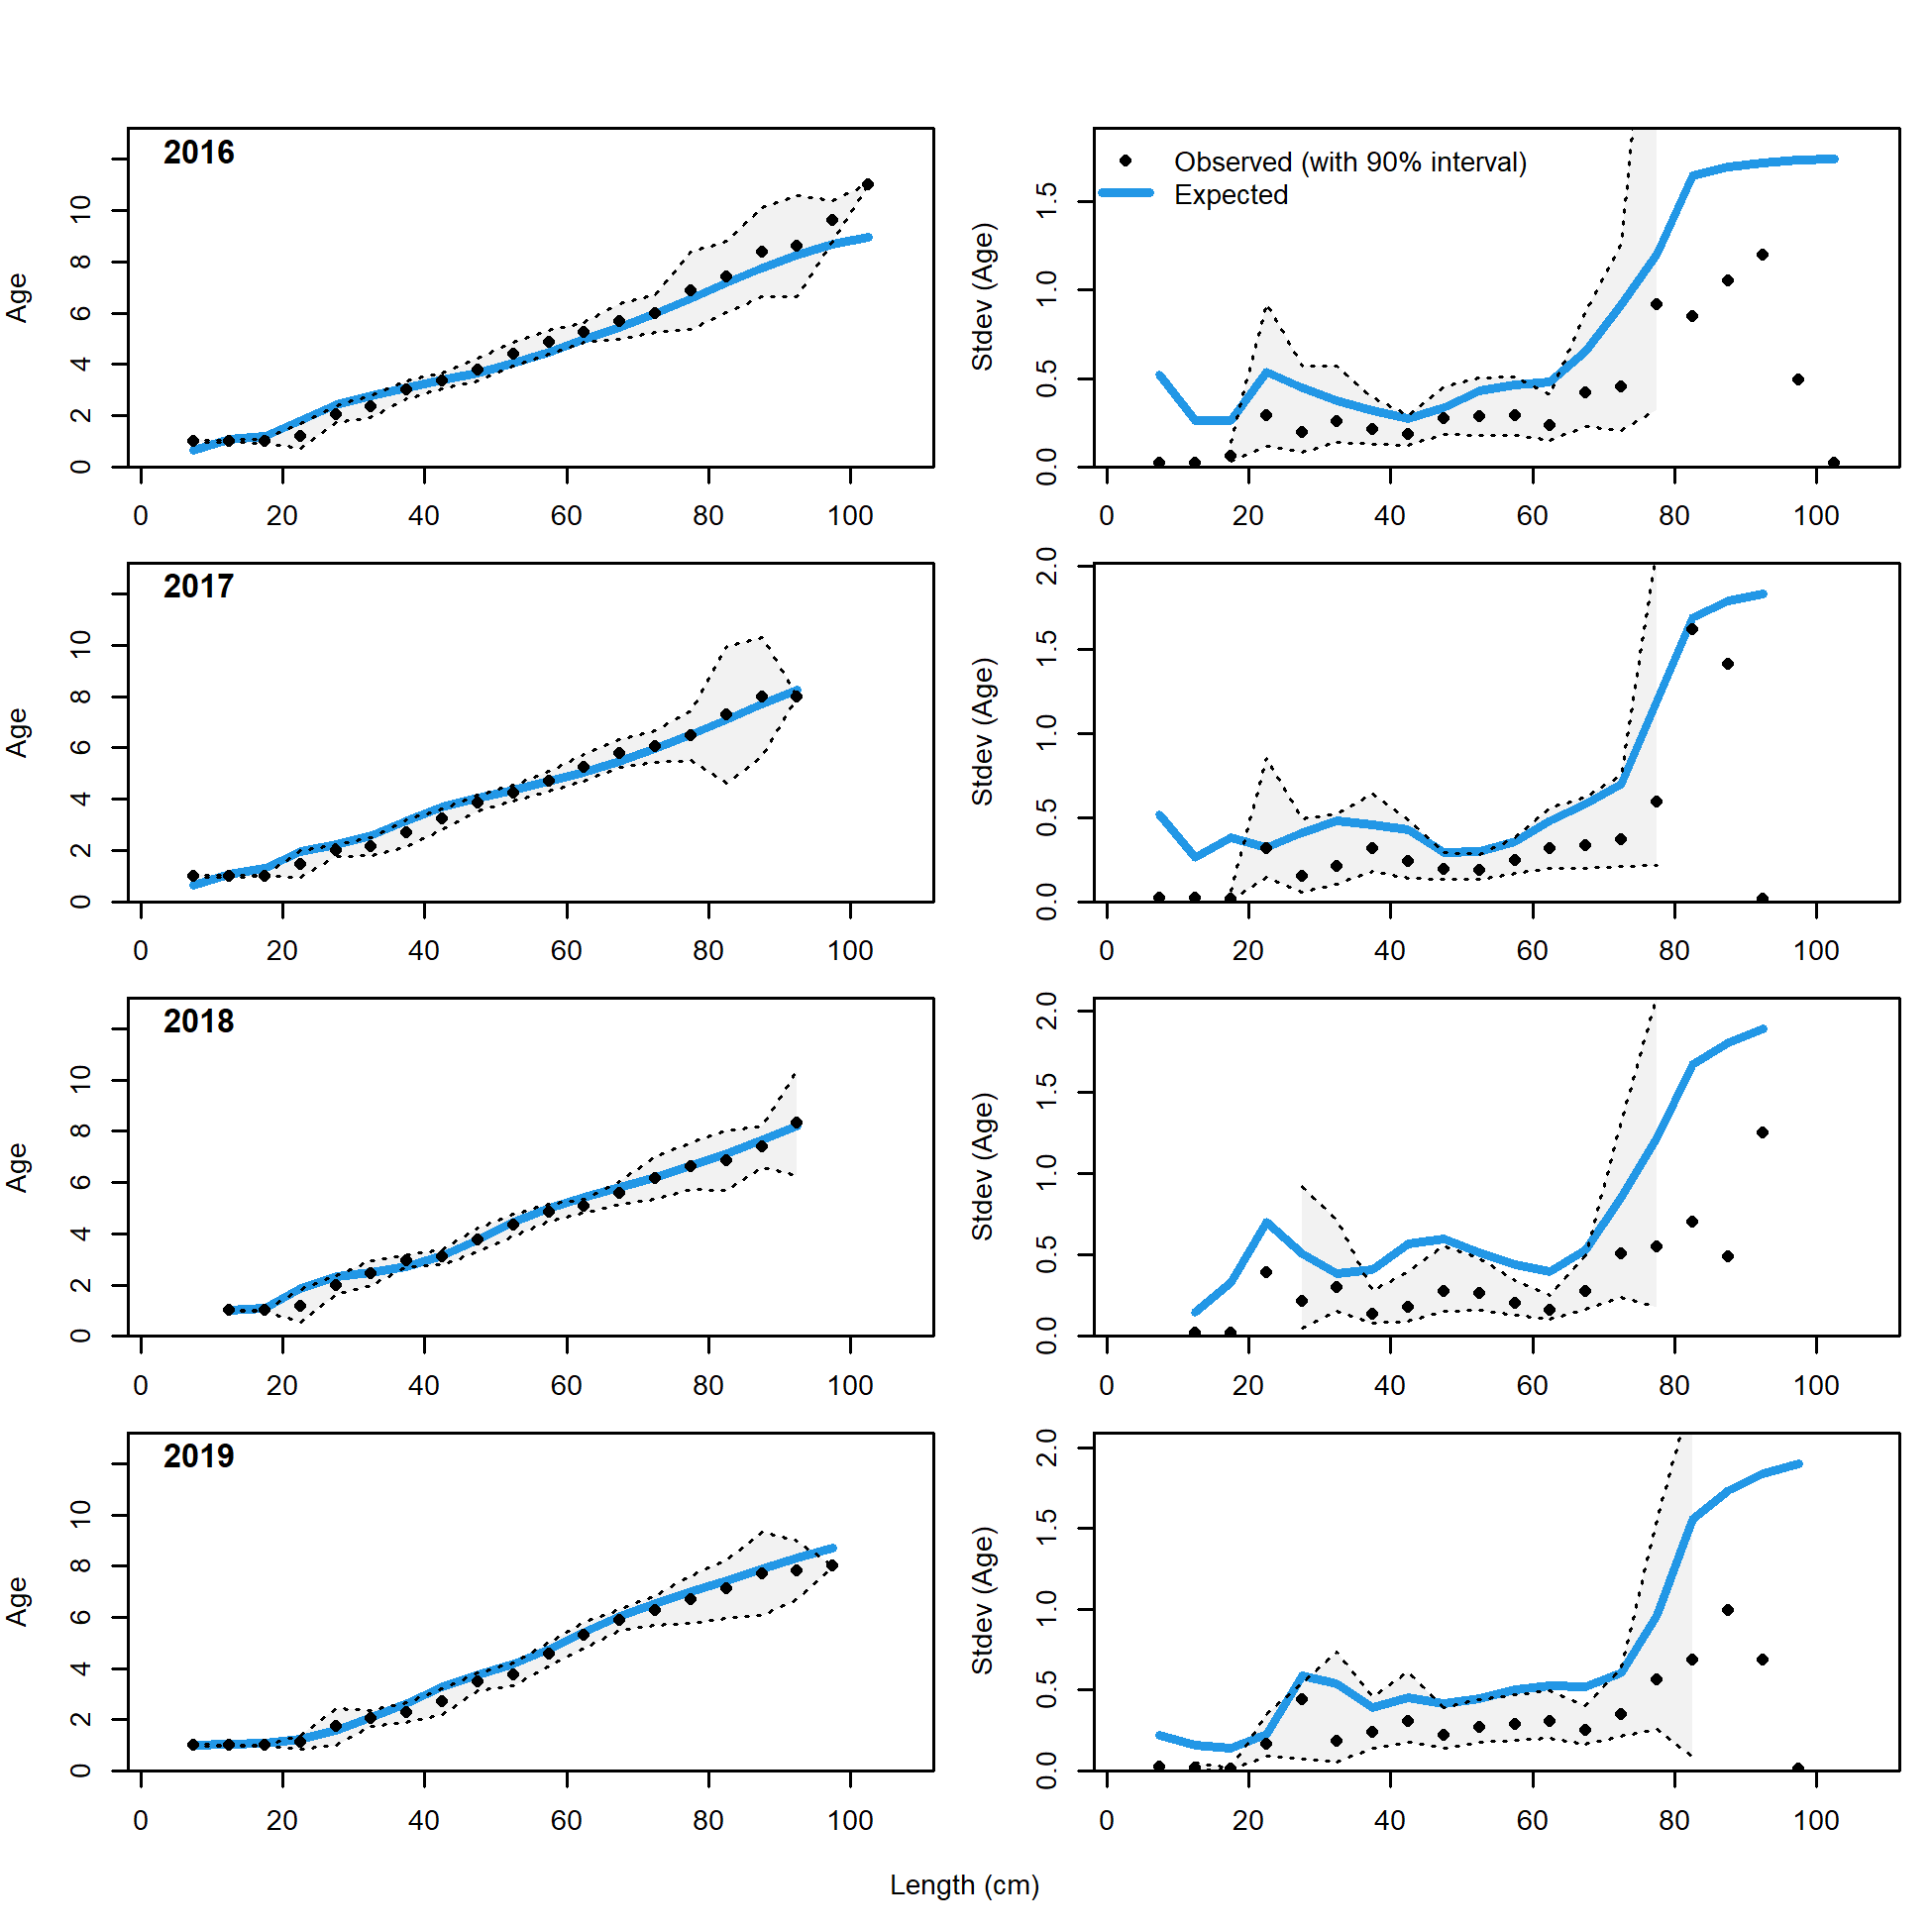 2016
Age
0 2 4 6 8 10
0 20 40 60 80 100
Observed (with 90% interval)
Expected
Stdev (Age)
0.0 0.5 1.0 1.5
0 20 40 60 80 100
2017
Age
0 2 4 6 8 10
0 20 40 60 80 100
Stdev (Age)
0.0 0.5 1.0 1.5 2.0
0 20 40 60 80 100
2018
Age
0 2 4 6 8 10
0 20 40 60 80 100
Stdev (Age)
0.0 0.5 1.0 1.5 2.0
0 20 40 60 80 100
2019
Age
0 2 4 6 8 10
0 20 40 60 80 100
Stdev (Age)
0.0 0.5 1.0 1.5 2.0
0 20 40 60 80 100
Length (cm)